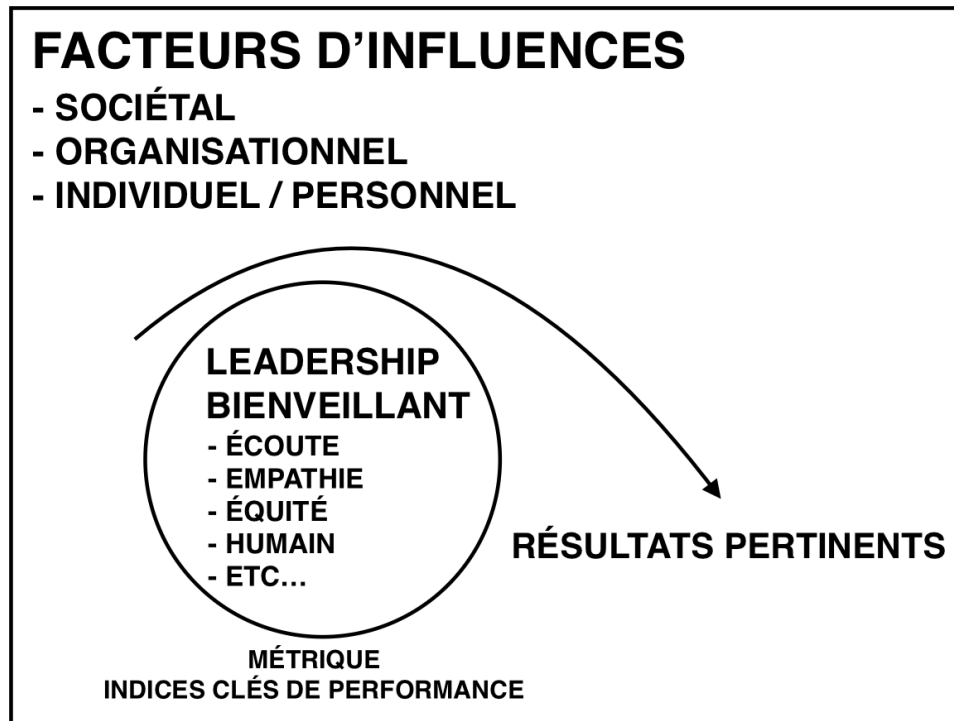 FACTEURS D’INFLUENCES
- SOCIÉTAL
- ORGANISATIONNEL
- INDIVIDUEL / PERSONNEL
LEADERSHIP
BIENVEILLANT
- ÉCOUTE
- EMPATHIE
- ÉQUITÉ
- HUMAIN
- ETC…
RÉSULTATS PERTINENTS
MÉTRIQUE
INDICES CLÉS DE PERFORMANCE